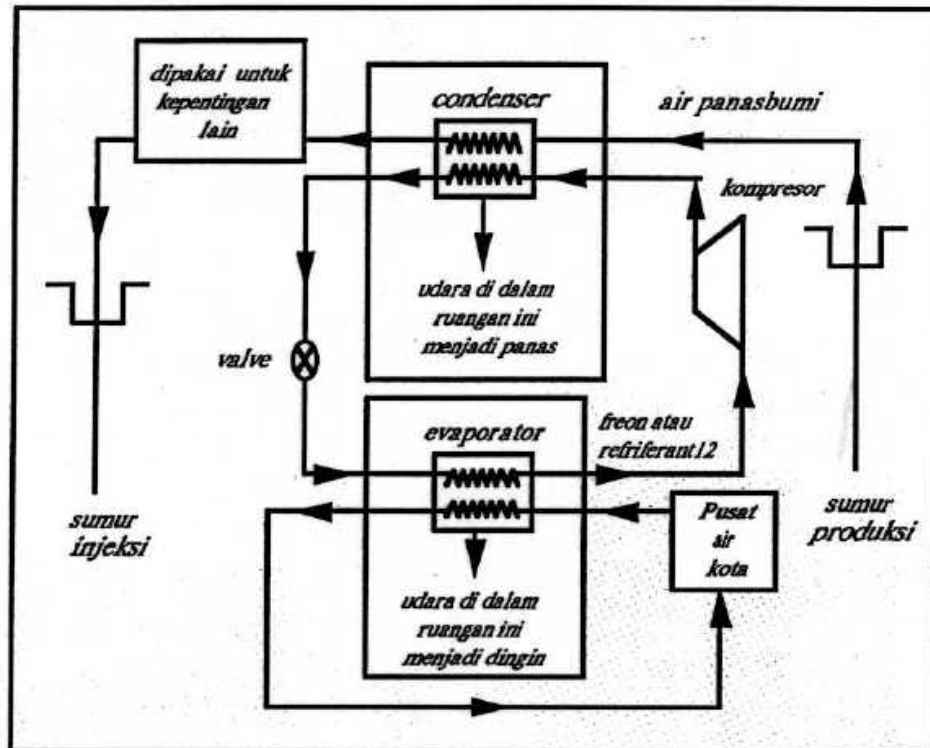 dipakai untuk
kepentingan
lain
condenser
air panasbumi
kompresor
udara di dalam
ruangan ini
menjadi panas
valve
evaporator
freon atau
refriferant12
sumur
injeksi
Pusat
air
kota
sumur
produksi
udara di dalam
ruangan ini
menjadi dingin